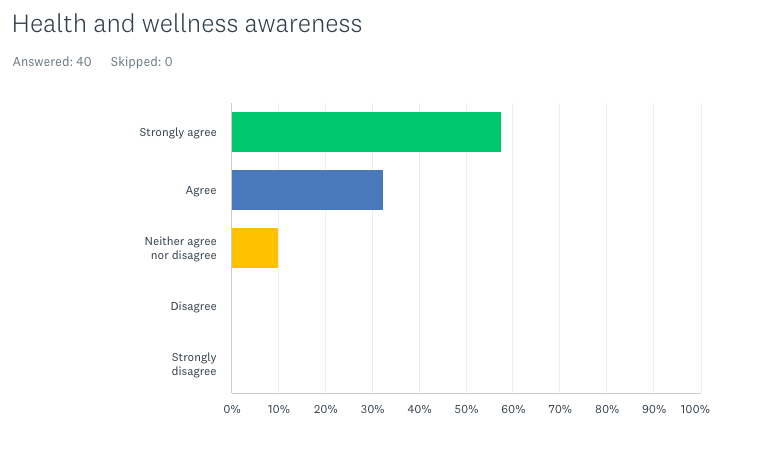 Health and wellness awareness
Answered: 40 Skipped: 0
Strongly agree
Agree
Neither agree
nor disagree
Disagree
Strongly
disagree
0% 10% 20% 30% 40% 50% 60% 70% 80% 90% 100%